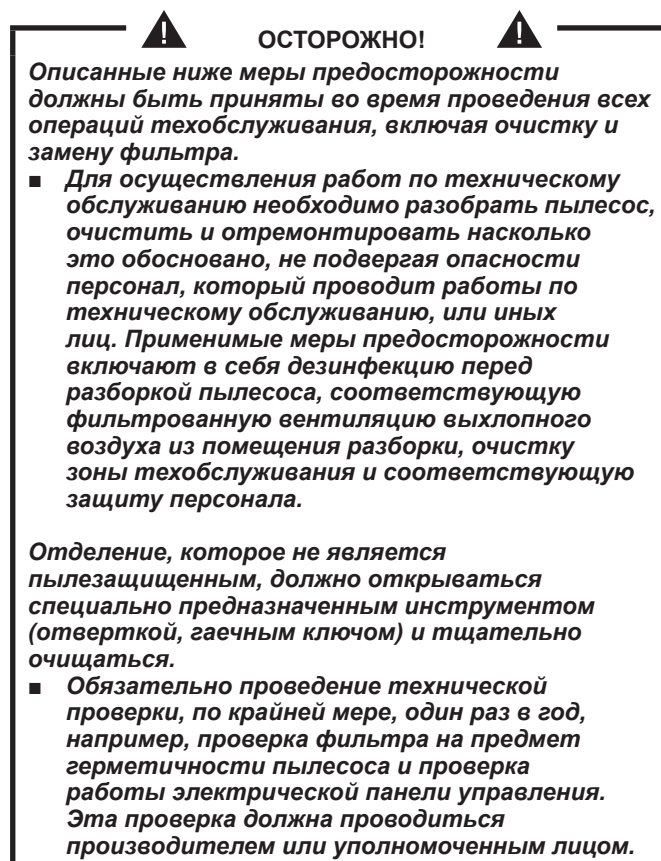 ОСТОРОЖНО!
Описанные ниже меры предосторожности
должны быть приняты во время проведения всех
операций техобслуживания, включая очистку и
замену фильтра.
■ Для осуществления работ по техническому
обслуживанию необходимо разобрать пылесос,
очистить и отремонтировать насколько
это обосновано, не подвергая опасности
персонал, который проводит работы по
техническому обслуживанию, или иных
лиц. Применимые меры предосторожности
включают в себя дезинфекцию перед
разборкой пылесоса, соответствующую
фильтрованную вентиляцию выхлопного
воздуха из помещения разборки, очистку
зоны техобслуживания и соответствующую
защиту персонала.
Отделение, которое не является
пылезащищенным, должно открываться
специально предназначенным инструментом
(отверткой, гаечным ключом) и тщательно
очищаться.
■ Обязательно проведение технической
проверки, по крайней мере, один раз в год,
например, проверка фильтра на предмет
герметичности пылесоса и проверка
работы электрической панели управления.
Эта проверка должна проводиться
производителем или уполномоченным лицом.